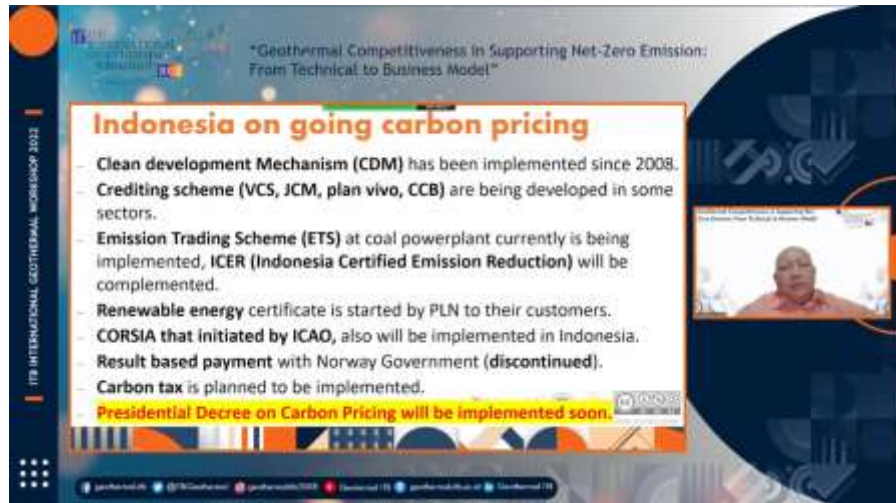 "Geothermal Competitiveness in Supporting Net-Zero Emission:
From Technical to Business Model"
Indonesia on going carbon pricing
- Clean development Mechanism (CDM) has been implemented since 2008.
- Crediting scheme (VCS, JCM, plan vivo, CCB) are being developed in some
sectors.
- Emission Trading Scheme (ETS) at coal powerplant currently is being
implemented, ICER (Indonesia Certified Emission Reduction) will be
complemented.
- Renewable energy certificate is started by PLN to their customers.
- CORSIA that initiated by ICAO, also will be implemented in Indonesia.
- Result based payment with Norway Government (discontinued).
- Carbon tax is planned to be implemented.
- Presidential Decree on Carbon Pricing will be implemented soon.
ITB INTERNATIONAL GEOTHERMAL WORKSHOP 2022